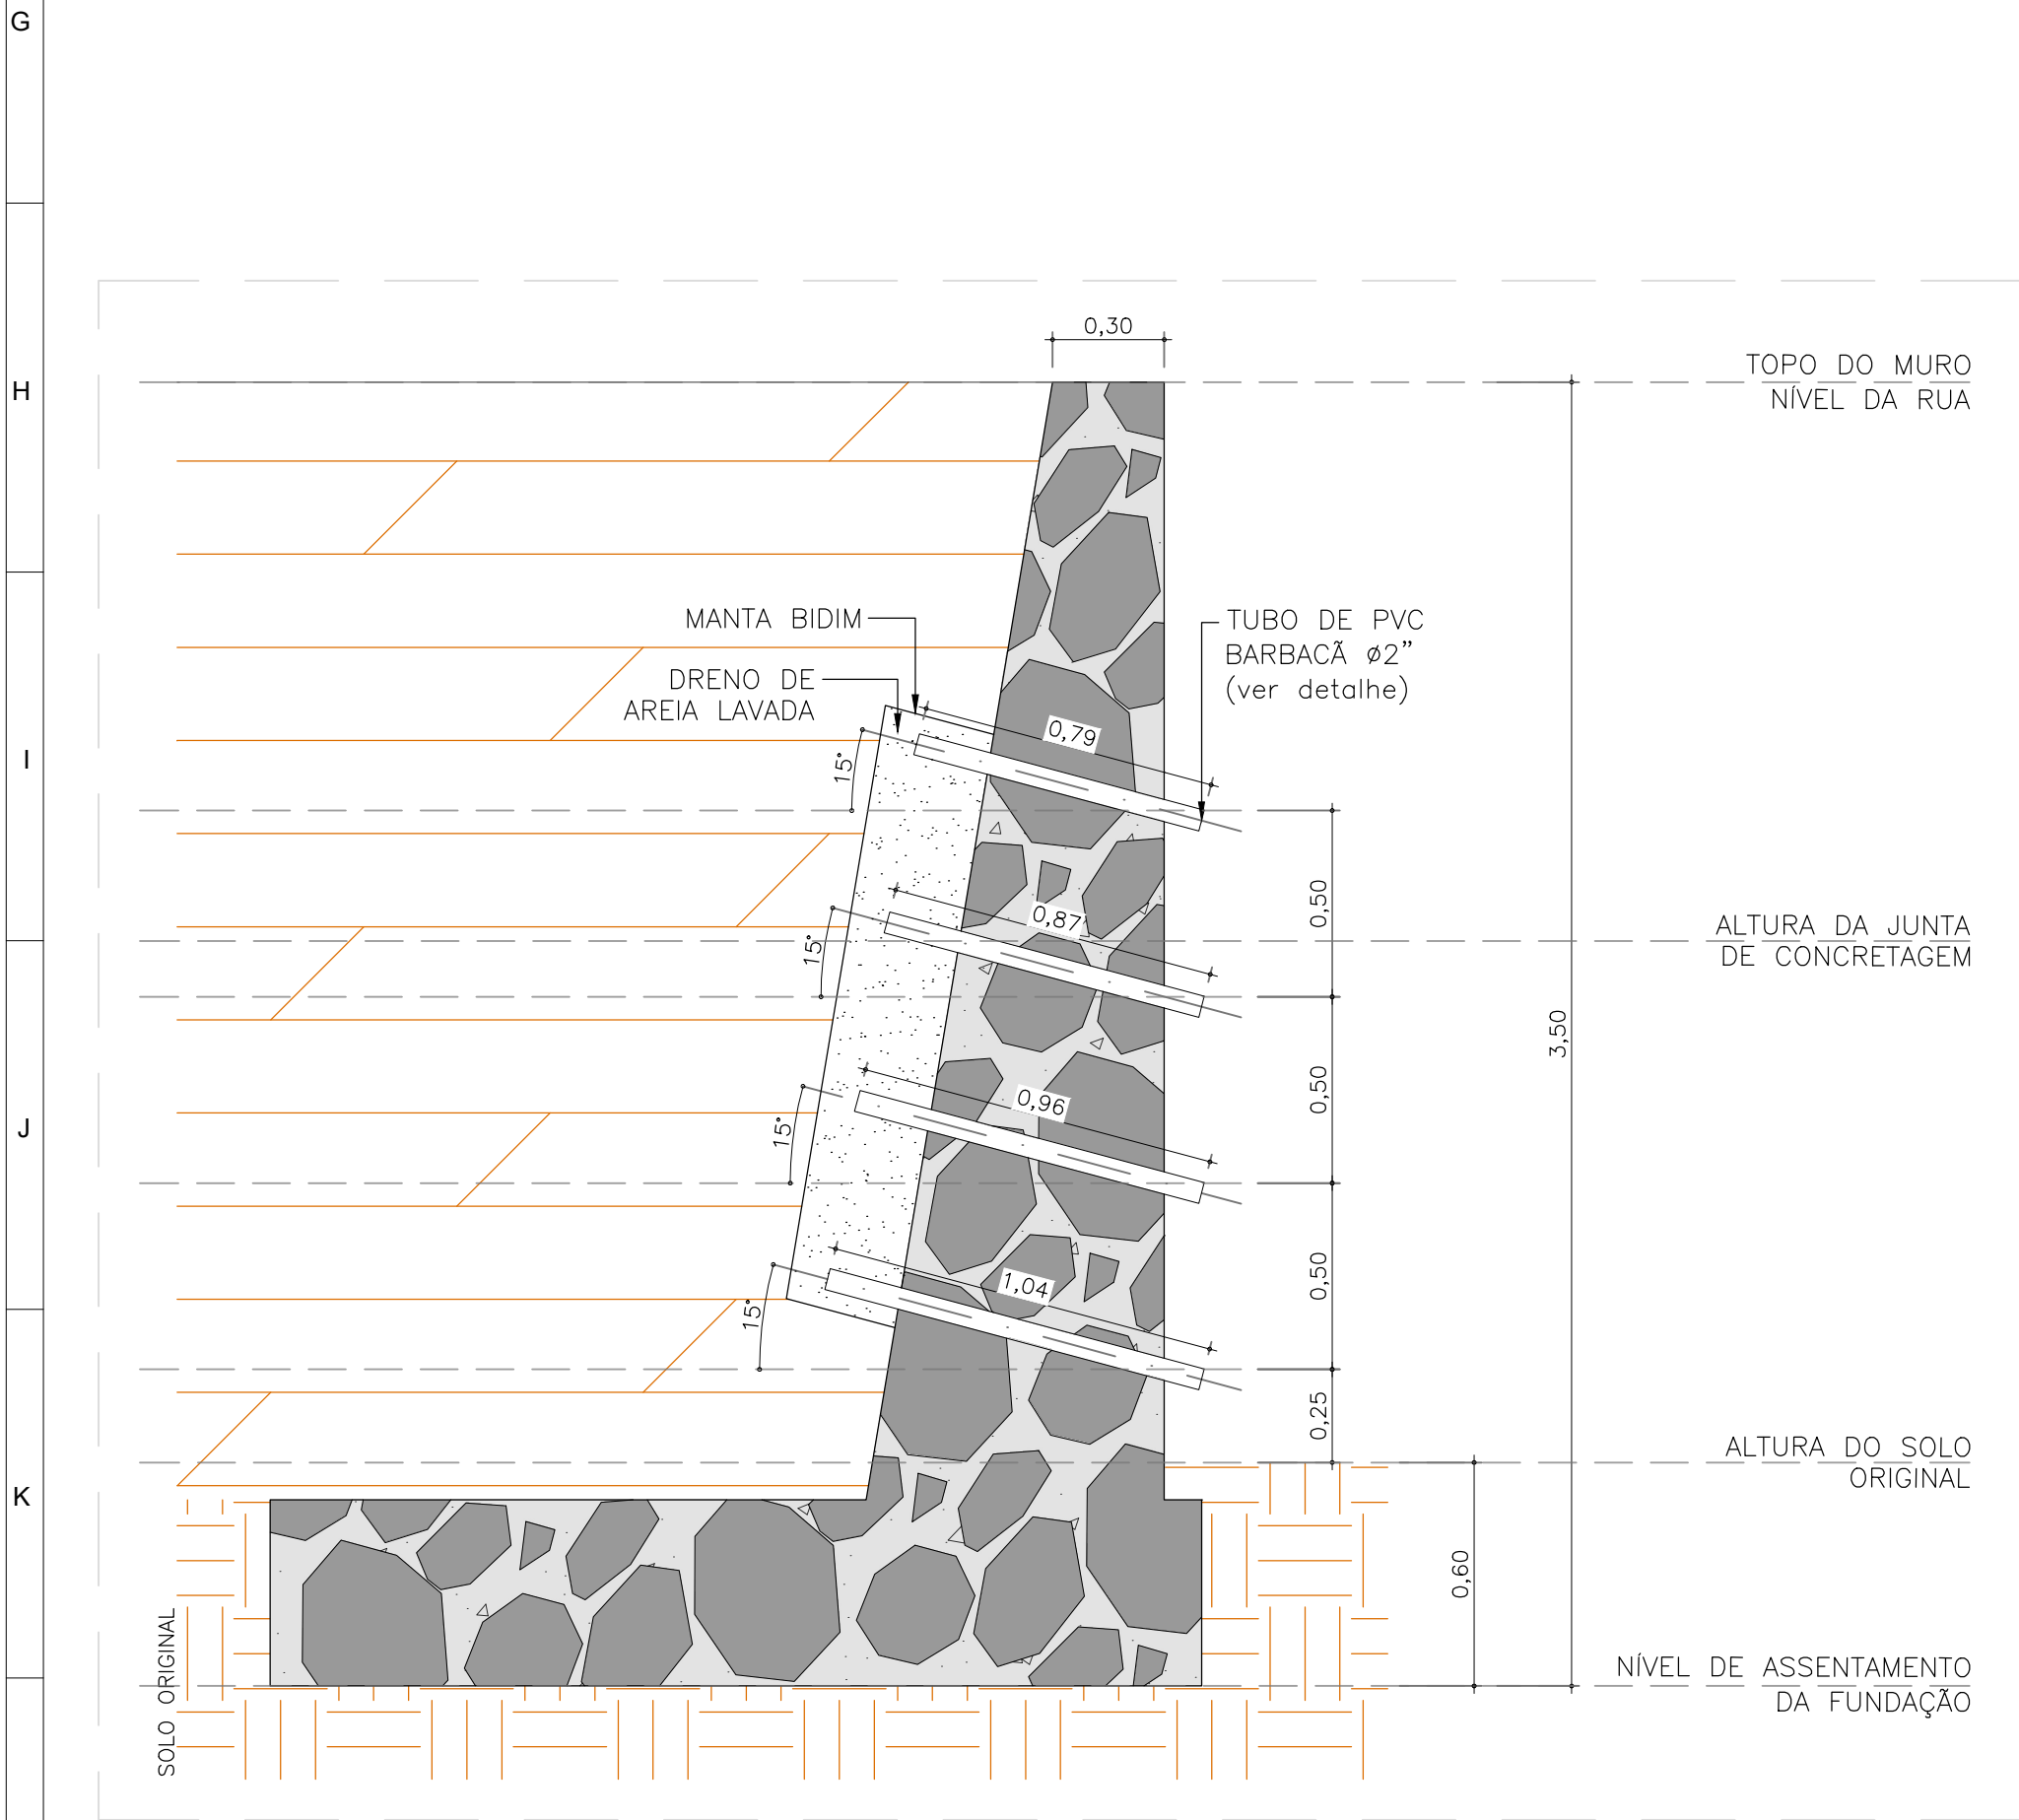 G
H
I
J
K
0,30
TOPO DO MURO
NÍVEL DA RUA
MANTA BIDIM
DRENO DE
AREIA LAVADA
TUBO DE PVC
BARBACÃ ø2”
(ver detalhe)
0,79
15°
0,50
0,87
15°
ALTURA DA JUNTA
DE CONCRETAGEM
3,50
0,96
15°
0,50
1,04
15°
0,50
0,25
ALTURA DO SOLO
ORIGINAL
0,60
SOLO ORIGINAL
NÍVEL DE ASSENTAMENTO
DA FUNDAÇÃO